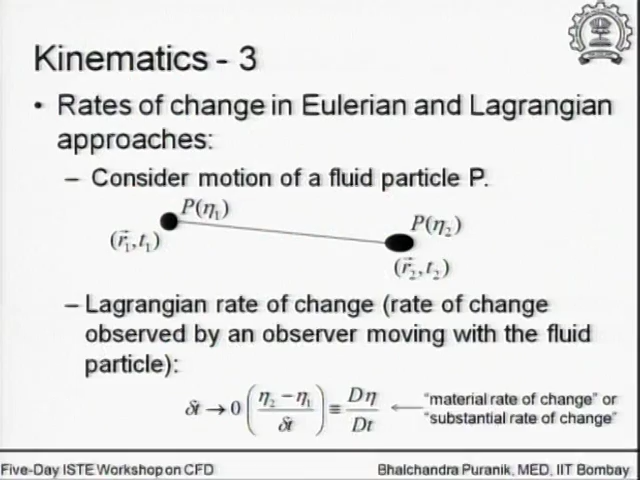 Kinematics - 3
• Rates of change in Eulerian and Lagrangian
approaches:
– Consider motion of a fluid particle P.
P(η₁)
P(η₂)
(r⃗₁,t₁)
(r⃗₂,t₂)
– Lagrangian rate of change (rate of change
observed by an observer moving with the fluid
particle):
δt → 0 ((η₂ − η₁)/δt) ≡ Dη/Dt
"material rate of change" or
"substantial rate of change"
Five-Day ISTE Workshop on CFD
Bhalchandra Puranik, MED, IIT Bombay